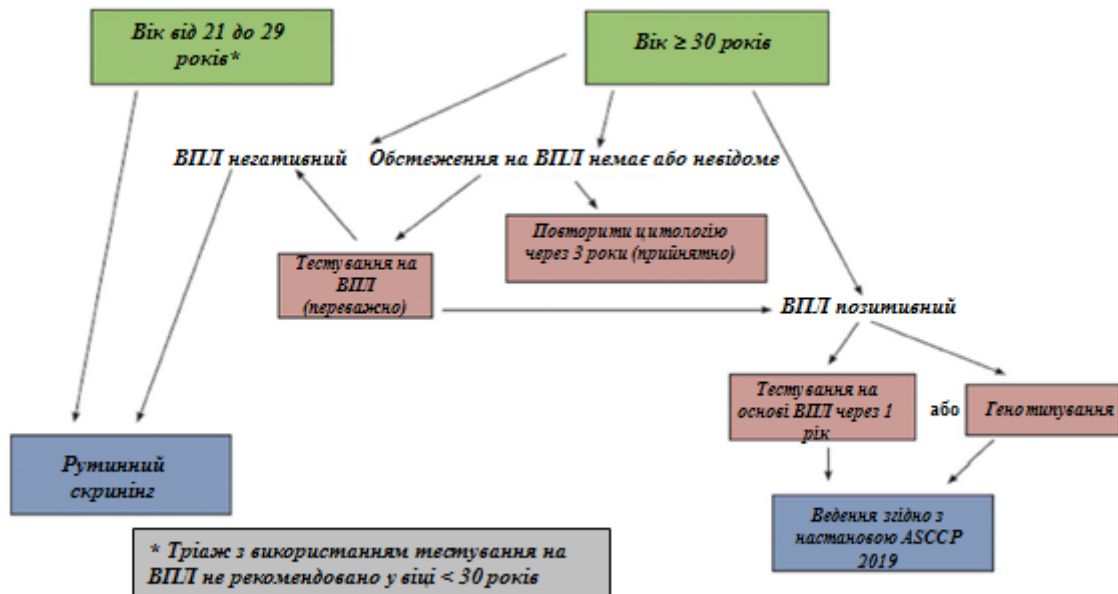 Вік від 21 до 29
років*
Вік ≥ 30 років
ВПЛ негативний
Обстеження на ВПЛ немає або невідоме
Тестування на
ВПЛ
(переважно)
Повторити цитологію
через 3 роки (прийнятно)
ВПЛ позитивний
Тестування на
основі ВПЛ через 1
рік
або
Генотипування
Рутинний
скринінг
Ведення згідно з
настановою ASCCP
2019
* Тріаж з використанням тестування на
ВПЛ не рекомендовано у віці < 30 років